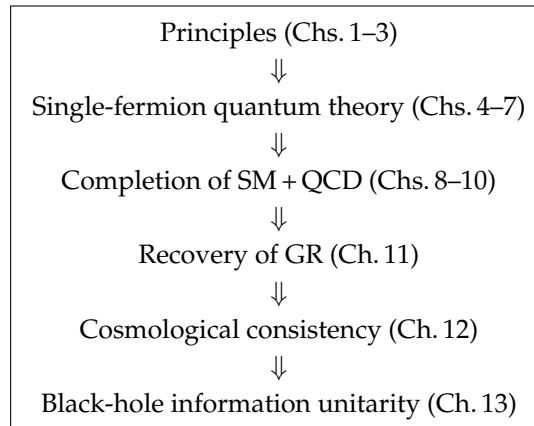 Principles (Chs. 1–3)
⇓
Single-fermion quantum theory (Chs. 4–7)
⇓
Completion of SM + QCD (Chs. 8–10)
⇓
Recovery of GR (Ch. 11)
⇓
Cosmological consistency (Ch. 12)
⇓
Black-hole information unitarity (Ch. 13)